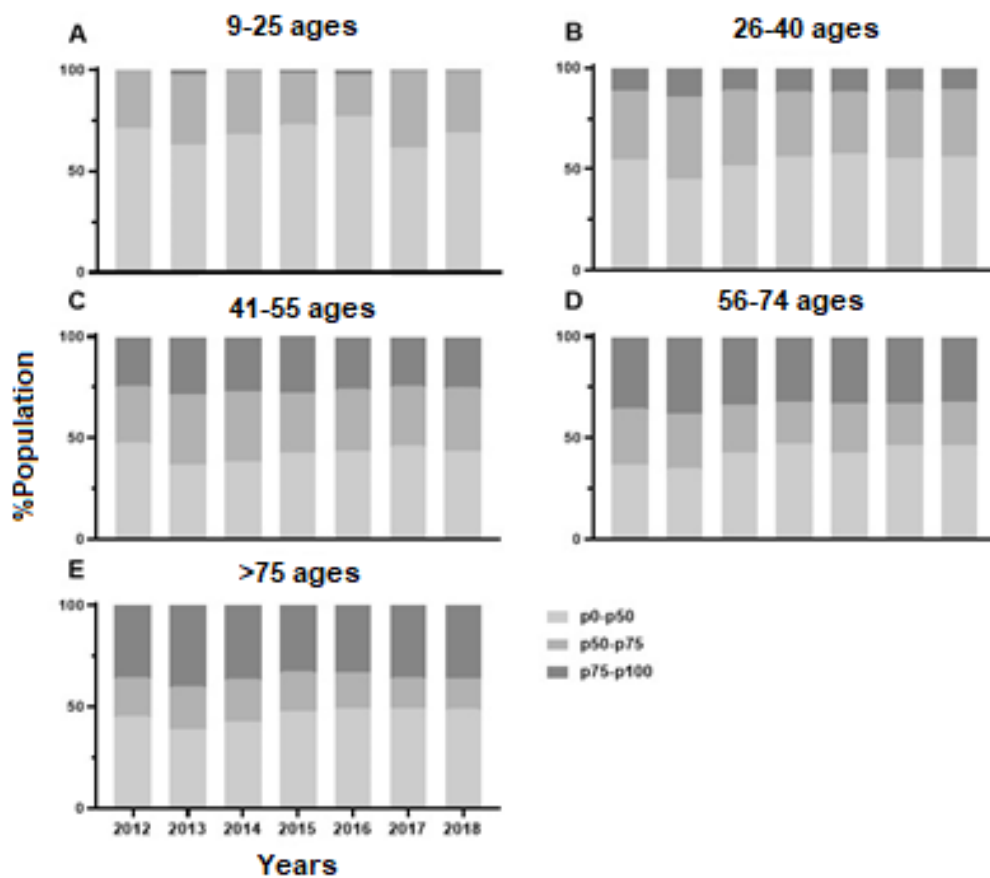 A
9-25 ages
B
26-40 ages
100
50
0
100
50
0
C
41-55 ages
D
56-74 ages
100
50
0
100
50
0
%Population
E
>75 ages
100
50
0
p0-p50
p50-p75
p75-p100
2012 2013 2014 2015 2016 2017 2018
Years